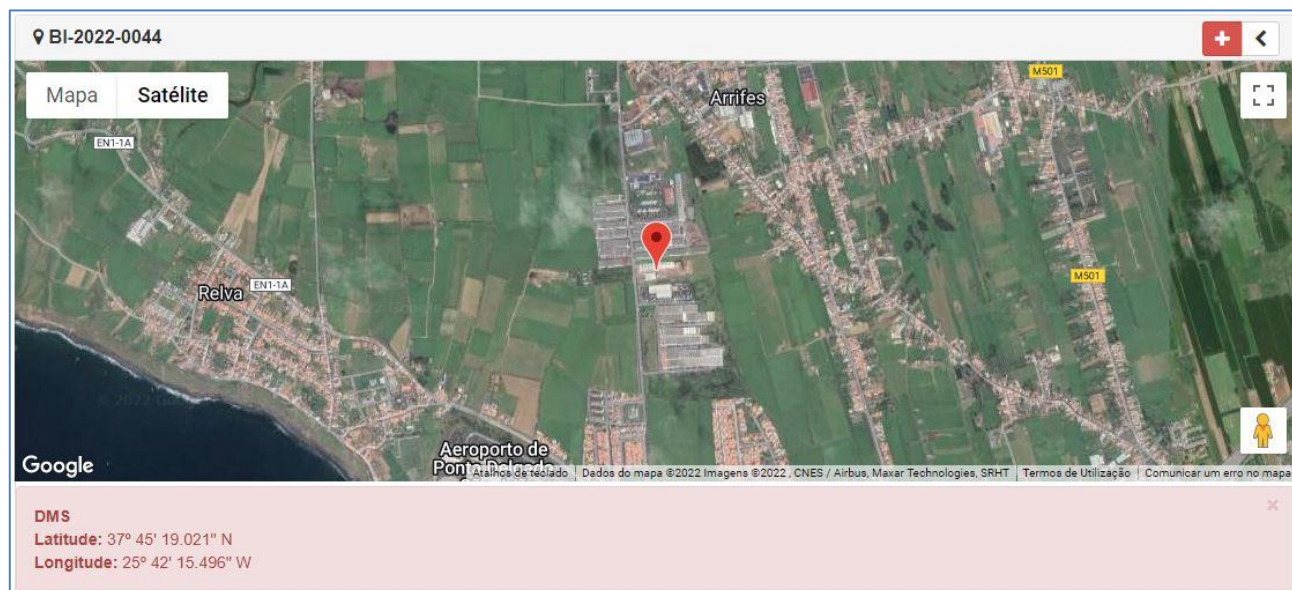 BI-2022-0044
Mapa Satélite
M501
Arrifes
EN1-1A
Relva
EN1-1A
M501
Aeroporto de
Ponta Delgada
Google
Atalhos de teclado
Dados do mapa ©2022 Imagens ©2022 , CNES / Airbus, Maxar Technologies, SRHT
Termos de Utilização
Comunicar um erro no mapa
DMS
Latitude: 37º 45' 19.021" N
Longitude: 25º 42' 15.496" W